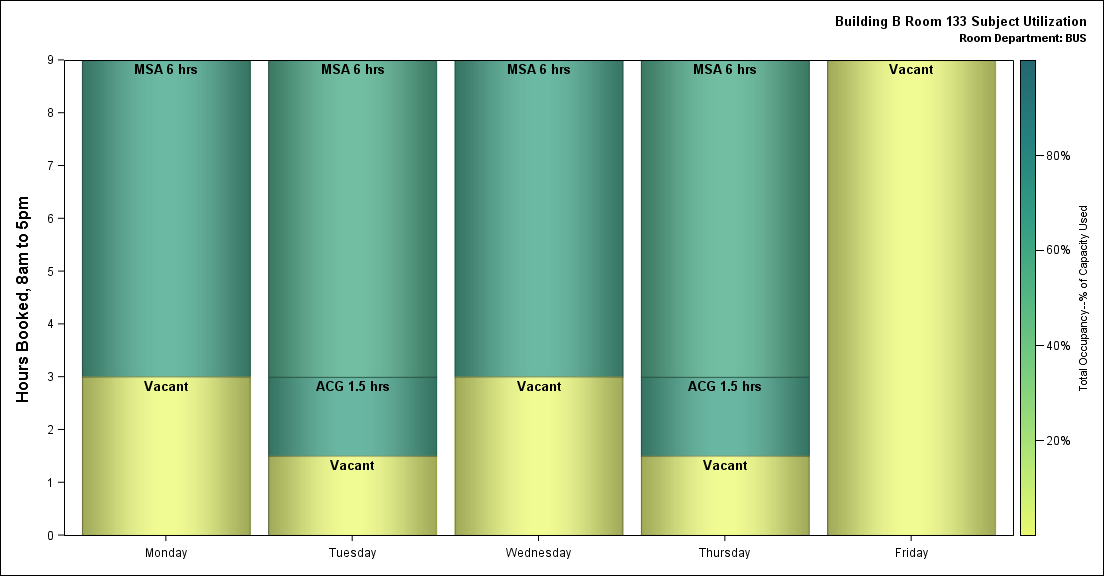 Building B Room 133 Subject Utilization
Room Department: BUS
Hours Booked, 8am to 5pm
9
8
7
6
5
4
3
2
1
0
MSA 6 hrs
Vacant
MSA 6 hrs
ACG 1.5 hrs
Vacant
MSA 6 hrs
Vacant
MSA 6 hrs
ACG 1.5 hrs
Vacant
Vacant
Monday
Tuesday
Wednesday
Thursday
Friday
80%
60%
40%
20%
Total Occupancy--% of Capacity Used